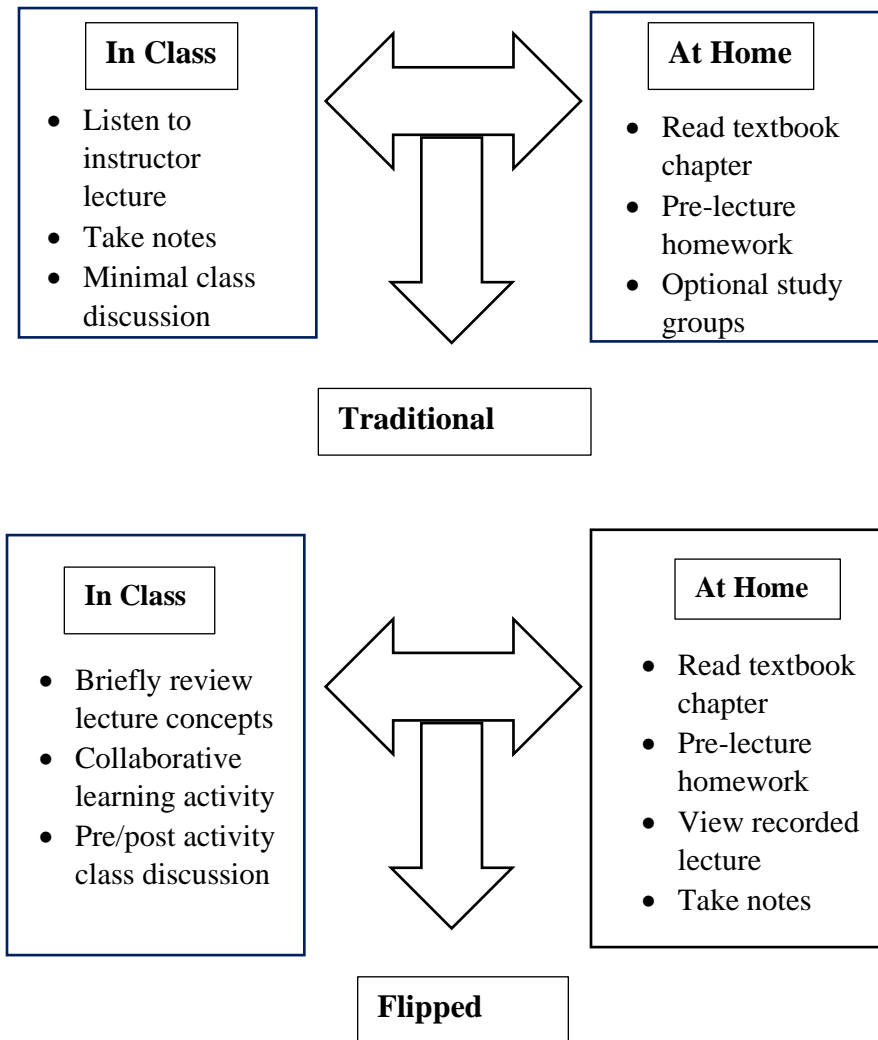 In Class
• Listen to
instructor
lecture
• Take notes
• Minimal class
discussion
At Home
• Read textbook
chapter
• Pre-lecture
homework
• Optional study
groups
Traditional
In Class
• Briefly review
lecture concepts
• Collaborative
learning activity
• Pre/post activity
class discussion
At Home
• Read textbook
chapter
• Pre-lecture
homework
• View recorded
lecture
• Take notes
Flipped